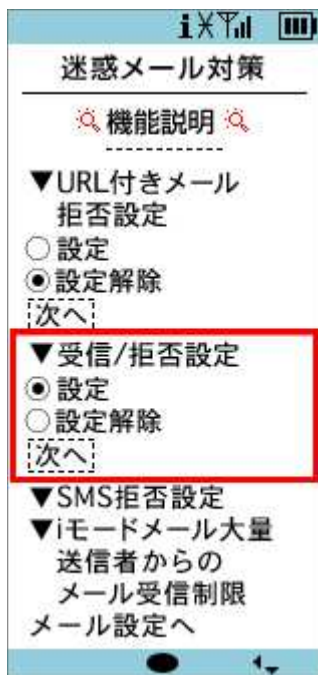 迷惑メール対策
機能説明
▼URL付きメール
拒否設定
○設定
◉設定解除
次へ
▼受信/拒否設定
◉設定
○設定解除
次へ
▼SMS拒否設定
▼iモードメール大量
送信者からの
メール受信制限
メール設定へ